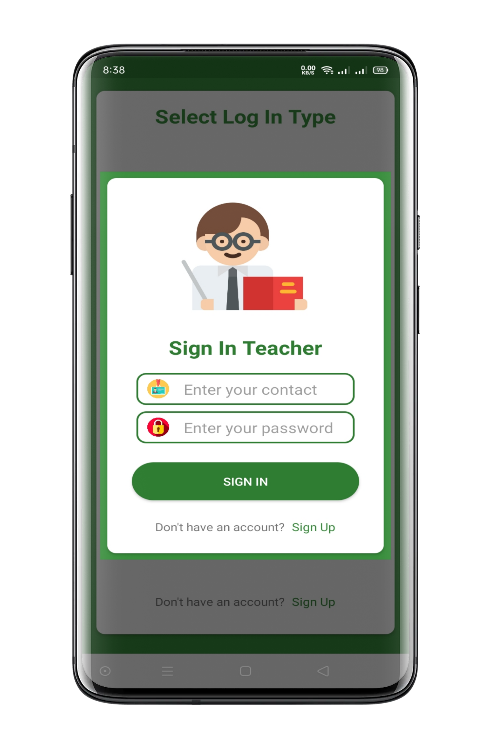 8:38
0.00
KB/S
98
Select Log In Type
Sign In Teacher
Enter your contact
Enter your password
SIGN IN
Don't have an account? Sign Up
Don't have an account? Sign Up